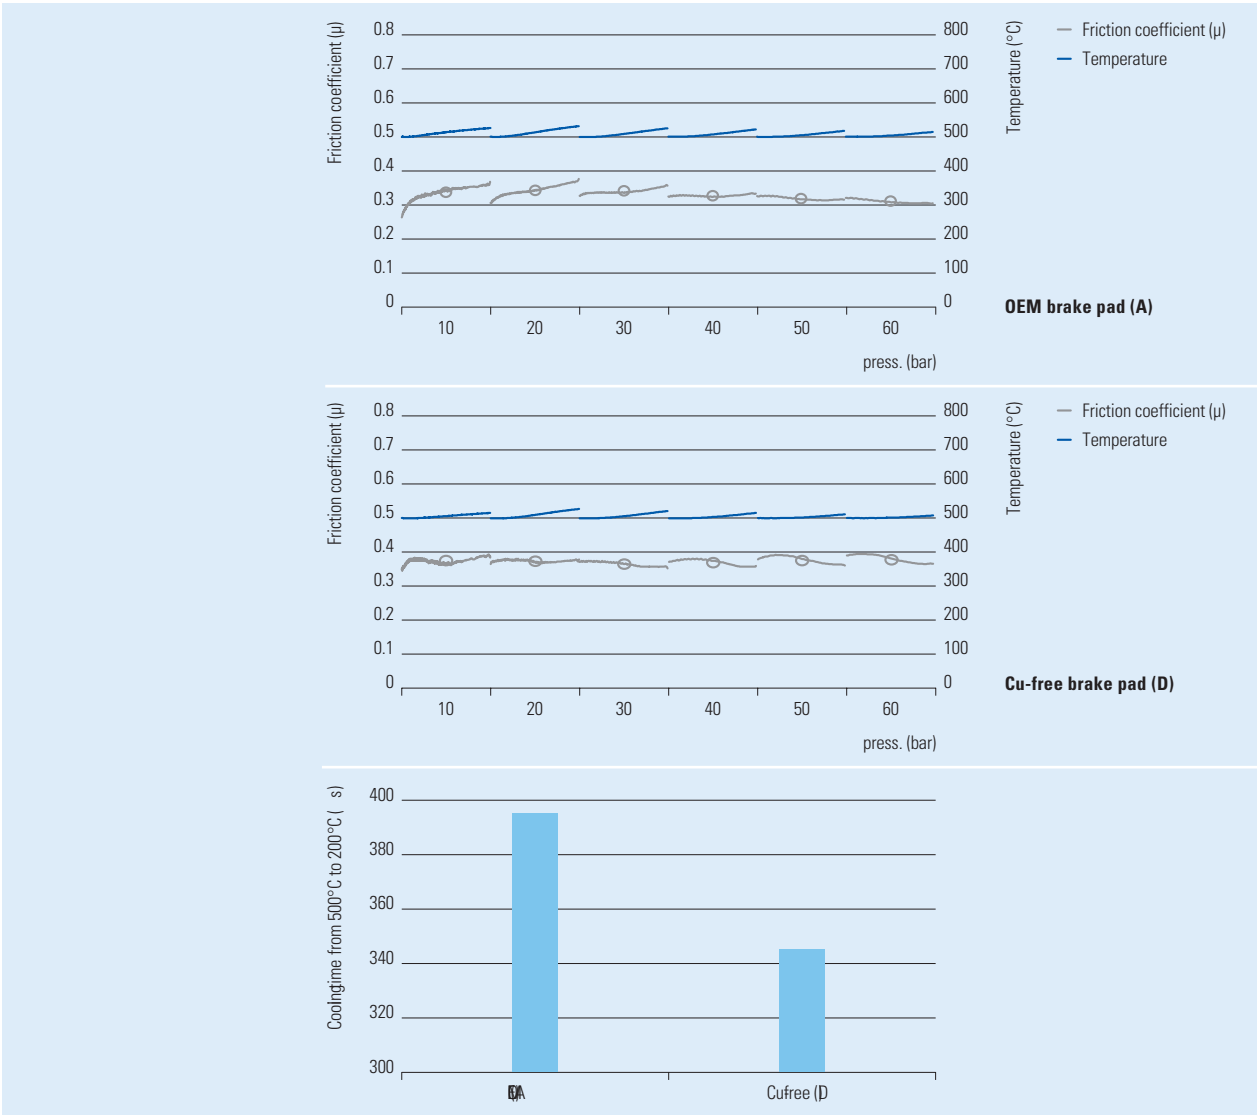 Friction coefficient (µ)
0.8
0.7
0.6
0.5
0.4
0.3
0.2
0.1
0
800
700
600
500
400
300
200
100
0
Temperature (°C)
Friction coefficient (µ)
Temperature
10 20 30 40 50 60
press. (bar)
OEM brake pad (A)
Friction coefficient (µ)
0.8
0.7
0.6
0.5
0.4
0.3
0.2
0.1
0
800
700
600
500
400
300
200
100
0
Temperature (°C)
Friction coefficient (µ)
Temperature
10 20 30 40 50 60
press. (bar)
Cu-free brake pad (D)
from 500°C to 200°C ( s)
400
380
360
340
320
300